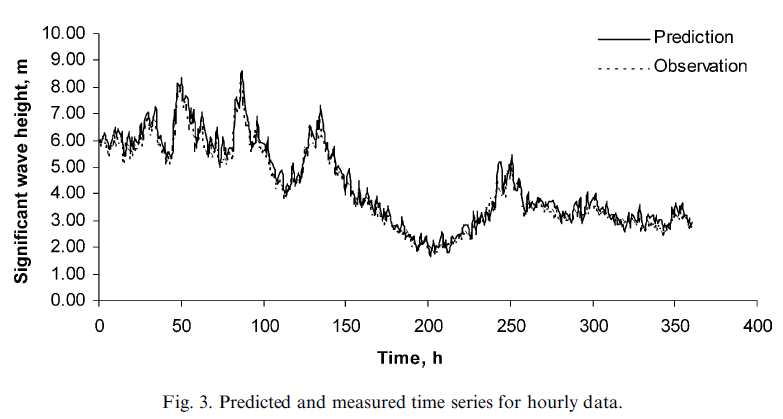 10.00
9.00
8.00
7.00
6.00
5.00
4.00
3.00
2.00
1.00
0.00
Significant wave height, m
Prediction
Observation
0 50 100 150 200 250 300 350 400
Time, h
Fig. 3. Predicted and measured time series for hourly data.